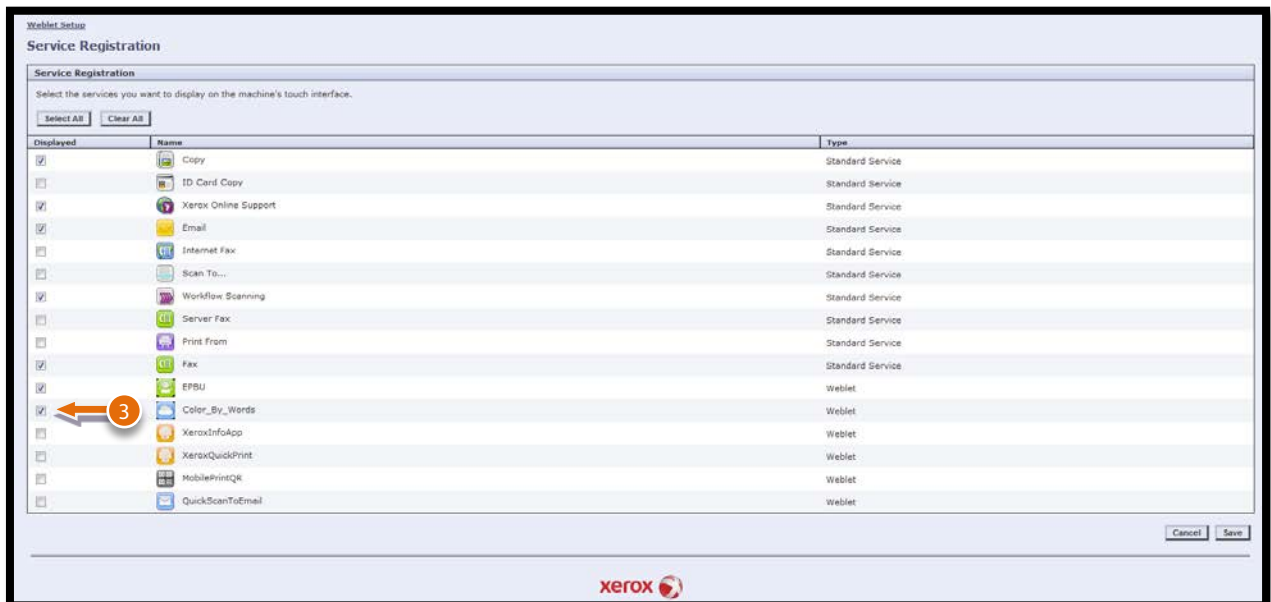 Weblet Setup
Service Registration
Service Registration
Select the services you want to display on the machine's touch interface.
Select All Clear All
Displayed Name Type
Copy Standard Service
ID Card Copy Standard Service
Xerox Online Support Standard Service
Email Standard Service
Internet Fax Standard Service
Scan To... Standard Service
Workflow Scanning Standard Service
Server Fax Standard Service
Print From Standard Service
Fax Standard Service
EPBU Weblet
3 Color_By_Words Weblet
XeroxInfoApp Weblet
XeroxQuickPrint Weblet
MobilePrintQR Weblet
QuickScanToEmail Weblet
Cancel Save
xerox